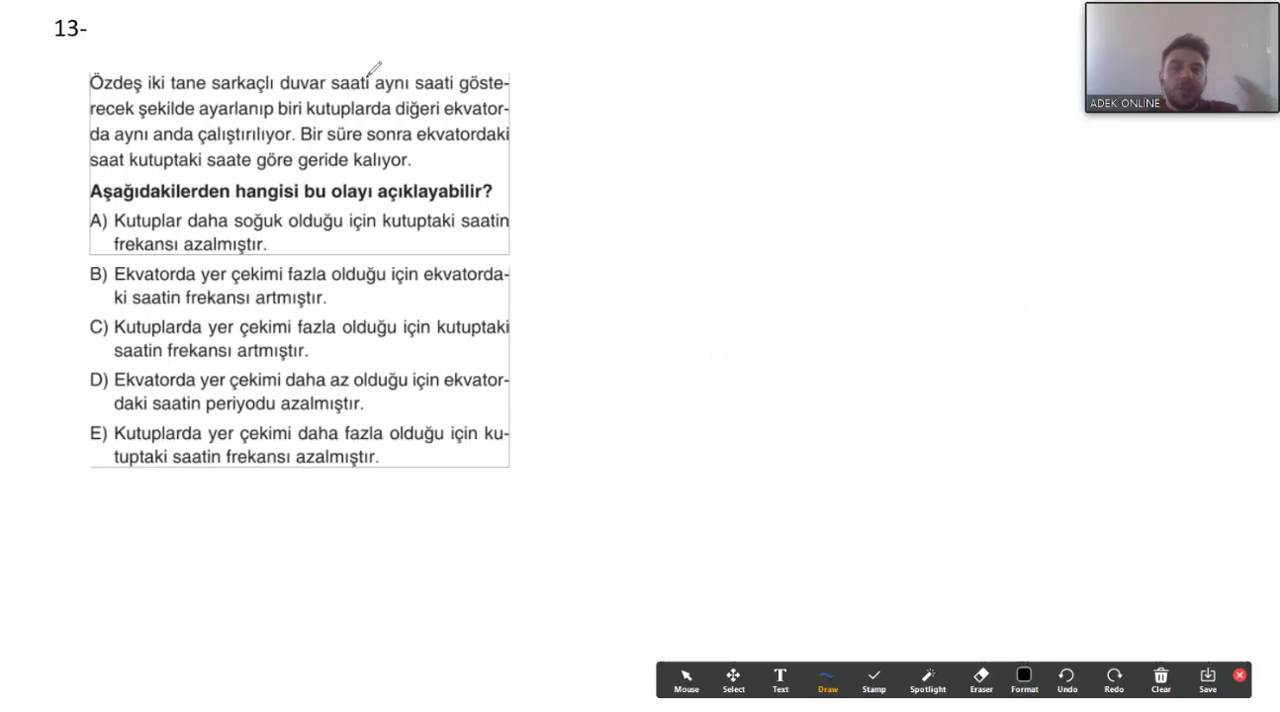 13-
ADEK ONLİNE
Özdeş iki tane sarkaçlı duvar saati aynı saati göste-
recek şekilde ayarlanıp biri kutuplarda diğeri ekvator-
da aynı anda çalıştırılıyor. Bir süre sonra ekvatordaki
saat kutuptaki saate göre geride kalıyor.
Aşağıdakilerden hangisi bu olayı açıklayabilir?
A) Kutuplar daha soğuk olduğu için kutuptaki saatin
frekansı azalmıştır.
B) Ekvatorda yer çekimi fazla olduğu için ekvatorda-
ki saatin frekansı artmıştır.
C) Kutuplarda yer çekimi fazla olduğu için kutuptaki
saatin frekansı artmıştır.
D) Ekvatorda yer çekimi daha az olduğu için ekvator-
daki saatin periyodu azalmıştır.
E) Kutuplarda yer çekimi daha fazla olduğu için ku-
tuptaki saatin frekansı azalmıştır.
Mouse Select Text Draw Stamp Spotlight Eraser Format Undo Redo Clear Save